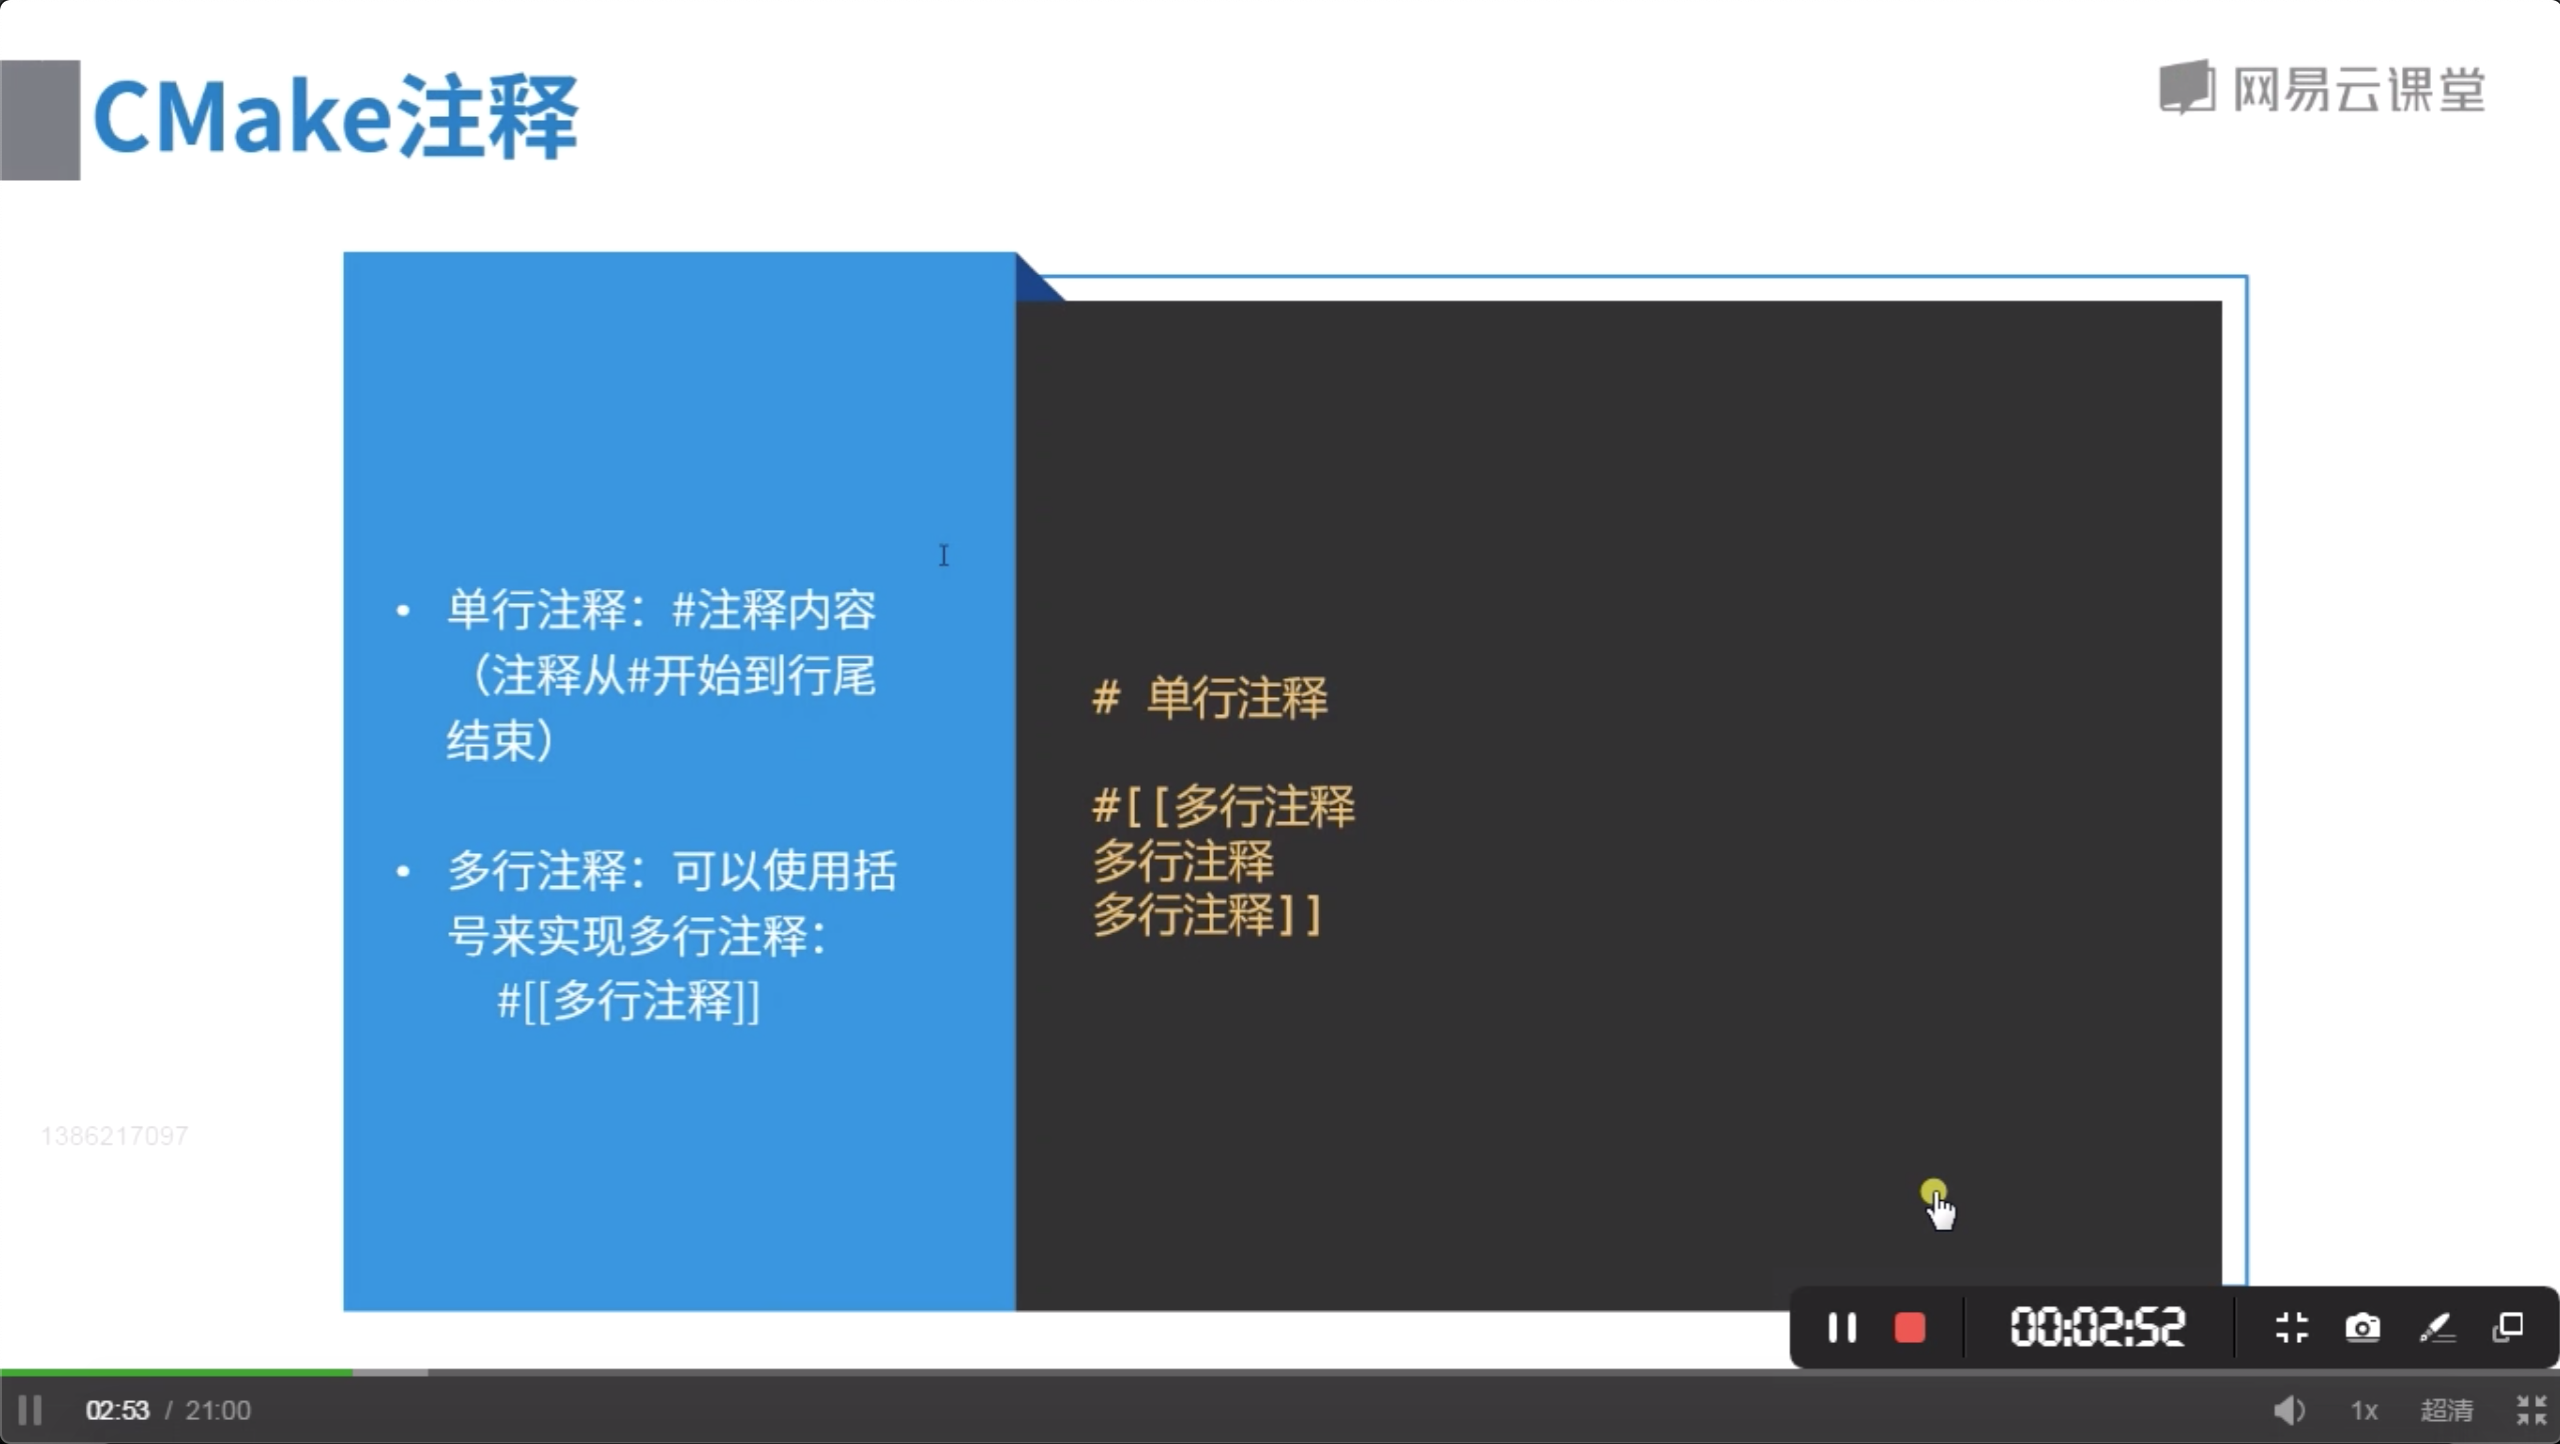 CMake注释
网易云课堂
• 单行注释：#注释内容
（注释从#开始到行尾
结束）
• 多行注释：可以使用括
号来实现多行注释：
#[[多行注释]]
# 单行注释
#[[多行注释
多行注释
多行注释]]
1386217097
00:02:52
02:53 / 21:00
1x
超清